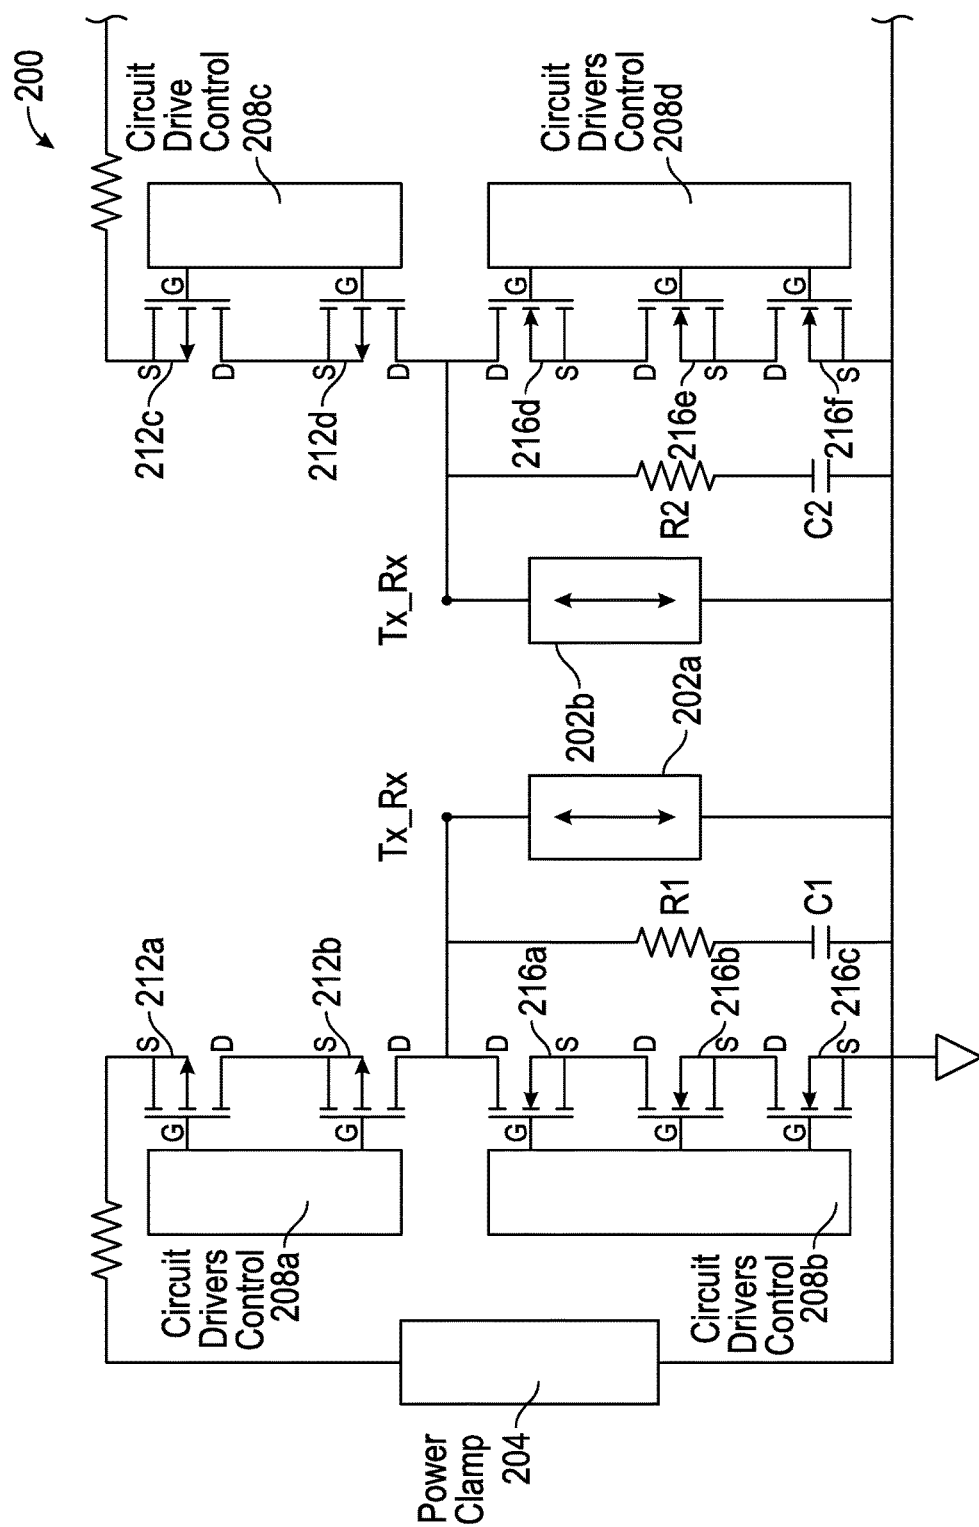 200
Circuit
Drive
Control
208c
Circuit
Drivers
Control
208d
G
G
G
G
G
S
D
S
D
D
S
D
S
D
S
212c
212d
216d
216e
216f
R2
C2
Tx_Rx
202b
202a
Tx_Rx
R1
C1
212a
212b
216a
216b
216c
S
D
S
D
D
S
D
S
D
S
G
G
G
G
G
Circuit
Drivers
Control
208a
Circuit
Drivers
Control
208b
Power
Clamp
204